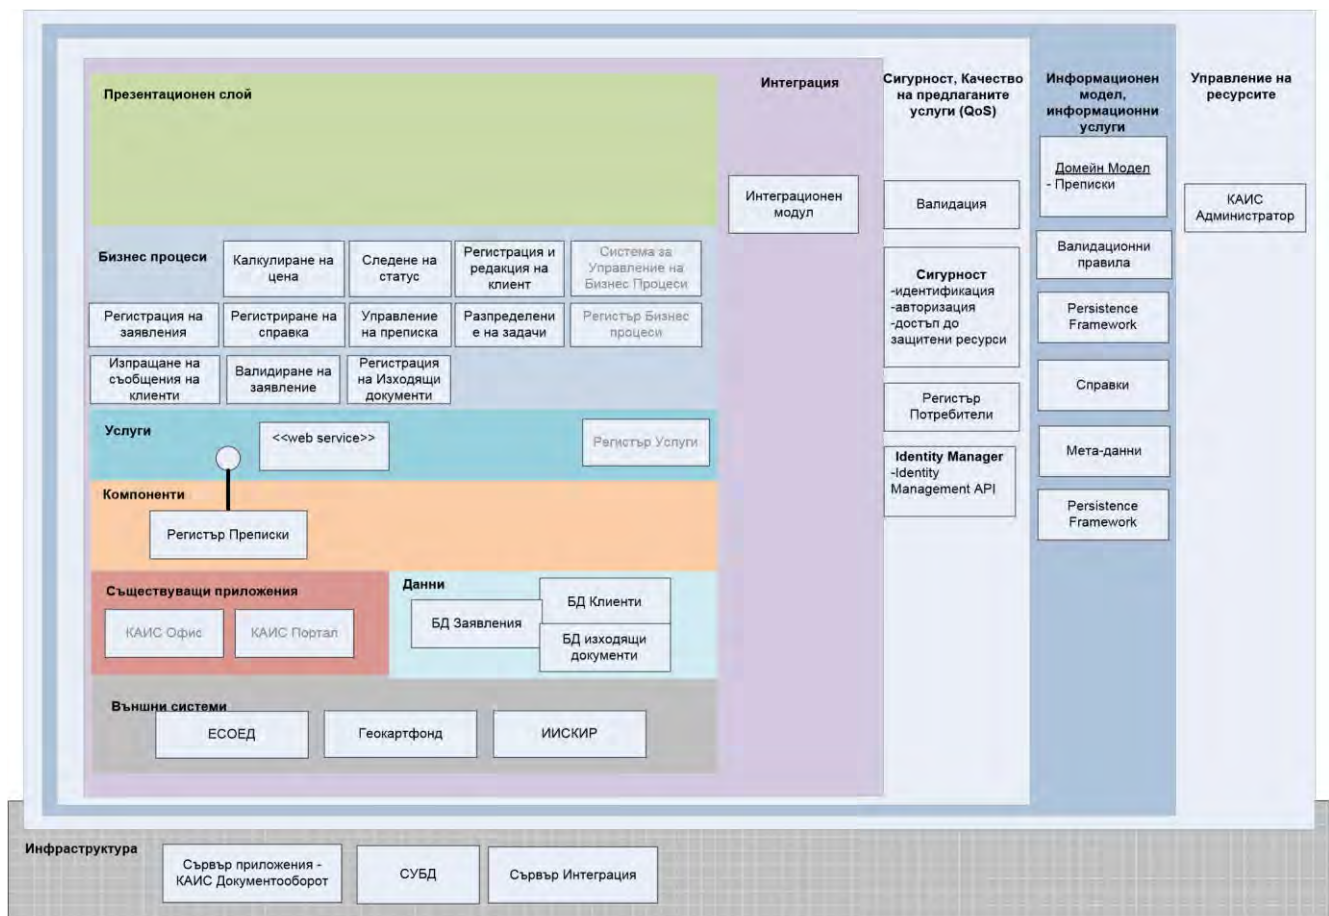 Презентационен слой
Интеграция
Сигурност, Качество
на предлаганите
услуги (QoS)
Информационен
модел,
информационни
услуги
Управление на
ресурсите
Интеграционен
модул
Валидация
Домейн Модел
- Преписки
КАИС
Администратор
Бизнес процеси
Калкулиране на
цена
Следене на
статус
Регистрация и
редакция на
клиент
Система за
Управление на
Бизнес Процеси
Регистрация на
заявления
Регистриране на
справка
Управление
на преписка
Разпределени
е на задачи
Регистър Бизнес
процеси
Изпращане на
съобщения на
клиенти
Валидиране на
заявление
Регистрация
на Изходящи
документи
Сигурност
-идентификация
-авторизация
-достъп до
защитени ресурси
Валидационни
правила
Persistence
Framework
Справки
Регистър
Потребители
Услуги
<<web service>>
Регистър Услуги
Identity Manager
-Identity
Management API
Мета-данни
Persistence
Framework
Компоненти
Регистър Преписки
Съществуващи приложения
КАИС Офис
КАИС Портал
Данни
БД Заявления
БД Клиенти
БД изходящи
документи
Външни системи
ЕСОЕД
Геокартфонд
ИИСКИР
Инфраструктура
Сървър приложения -
КАИС Документооборот
СУБД
Сървър Интеграция